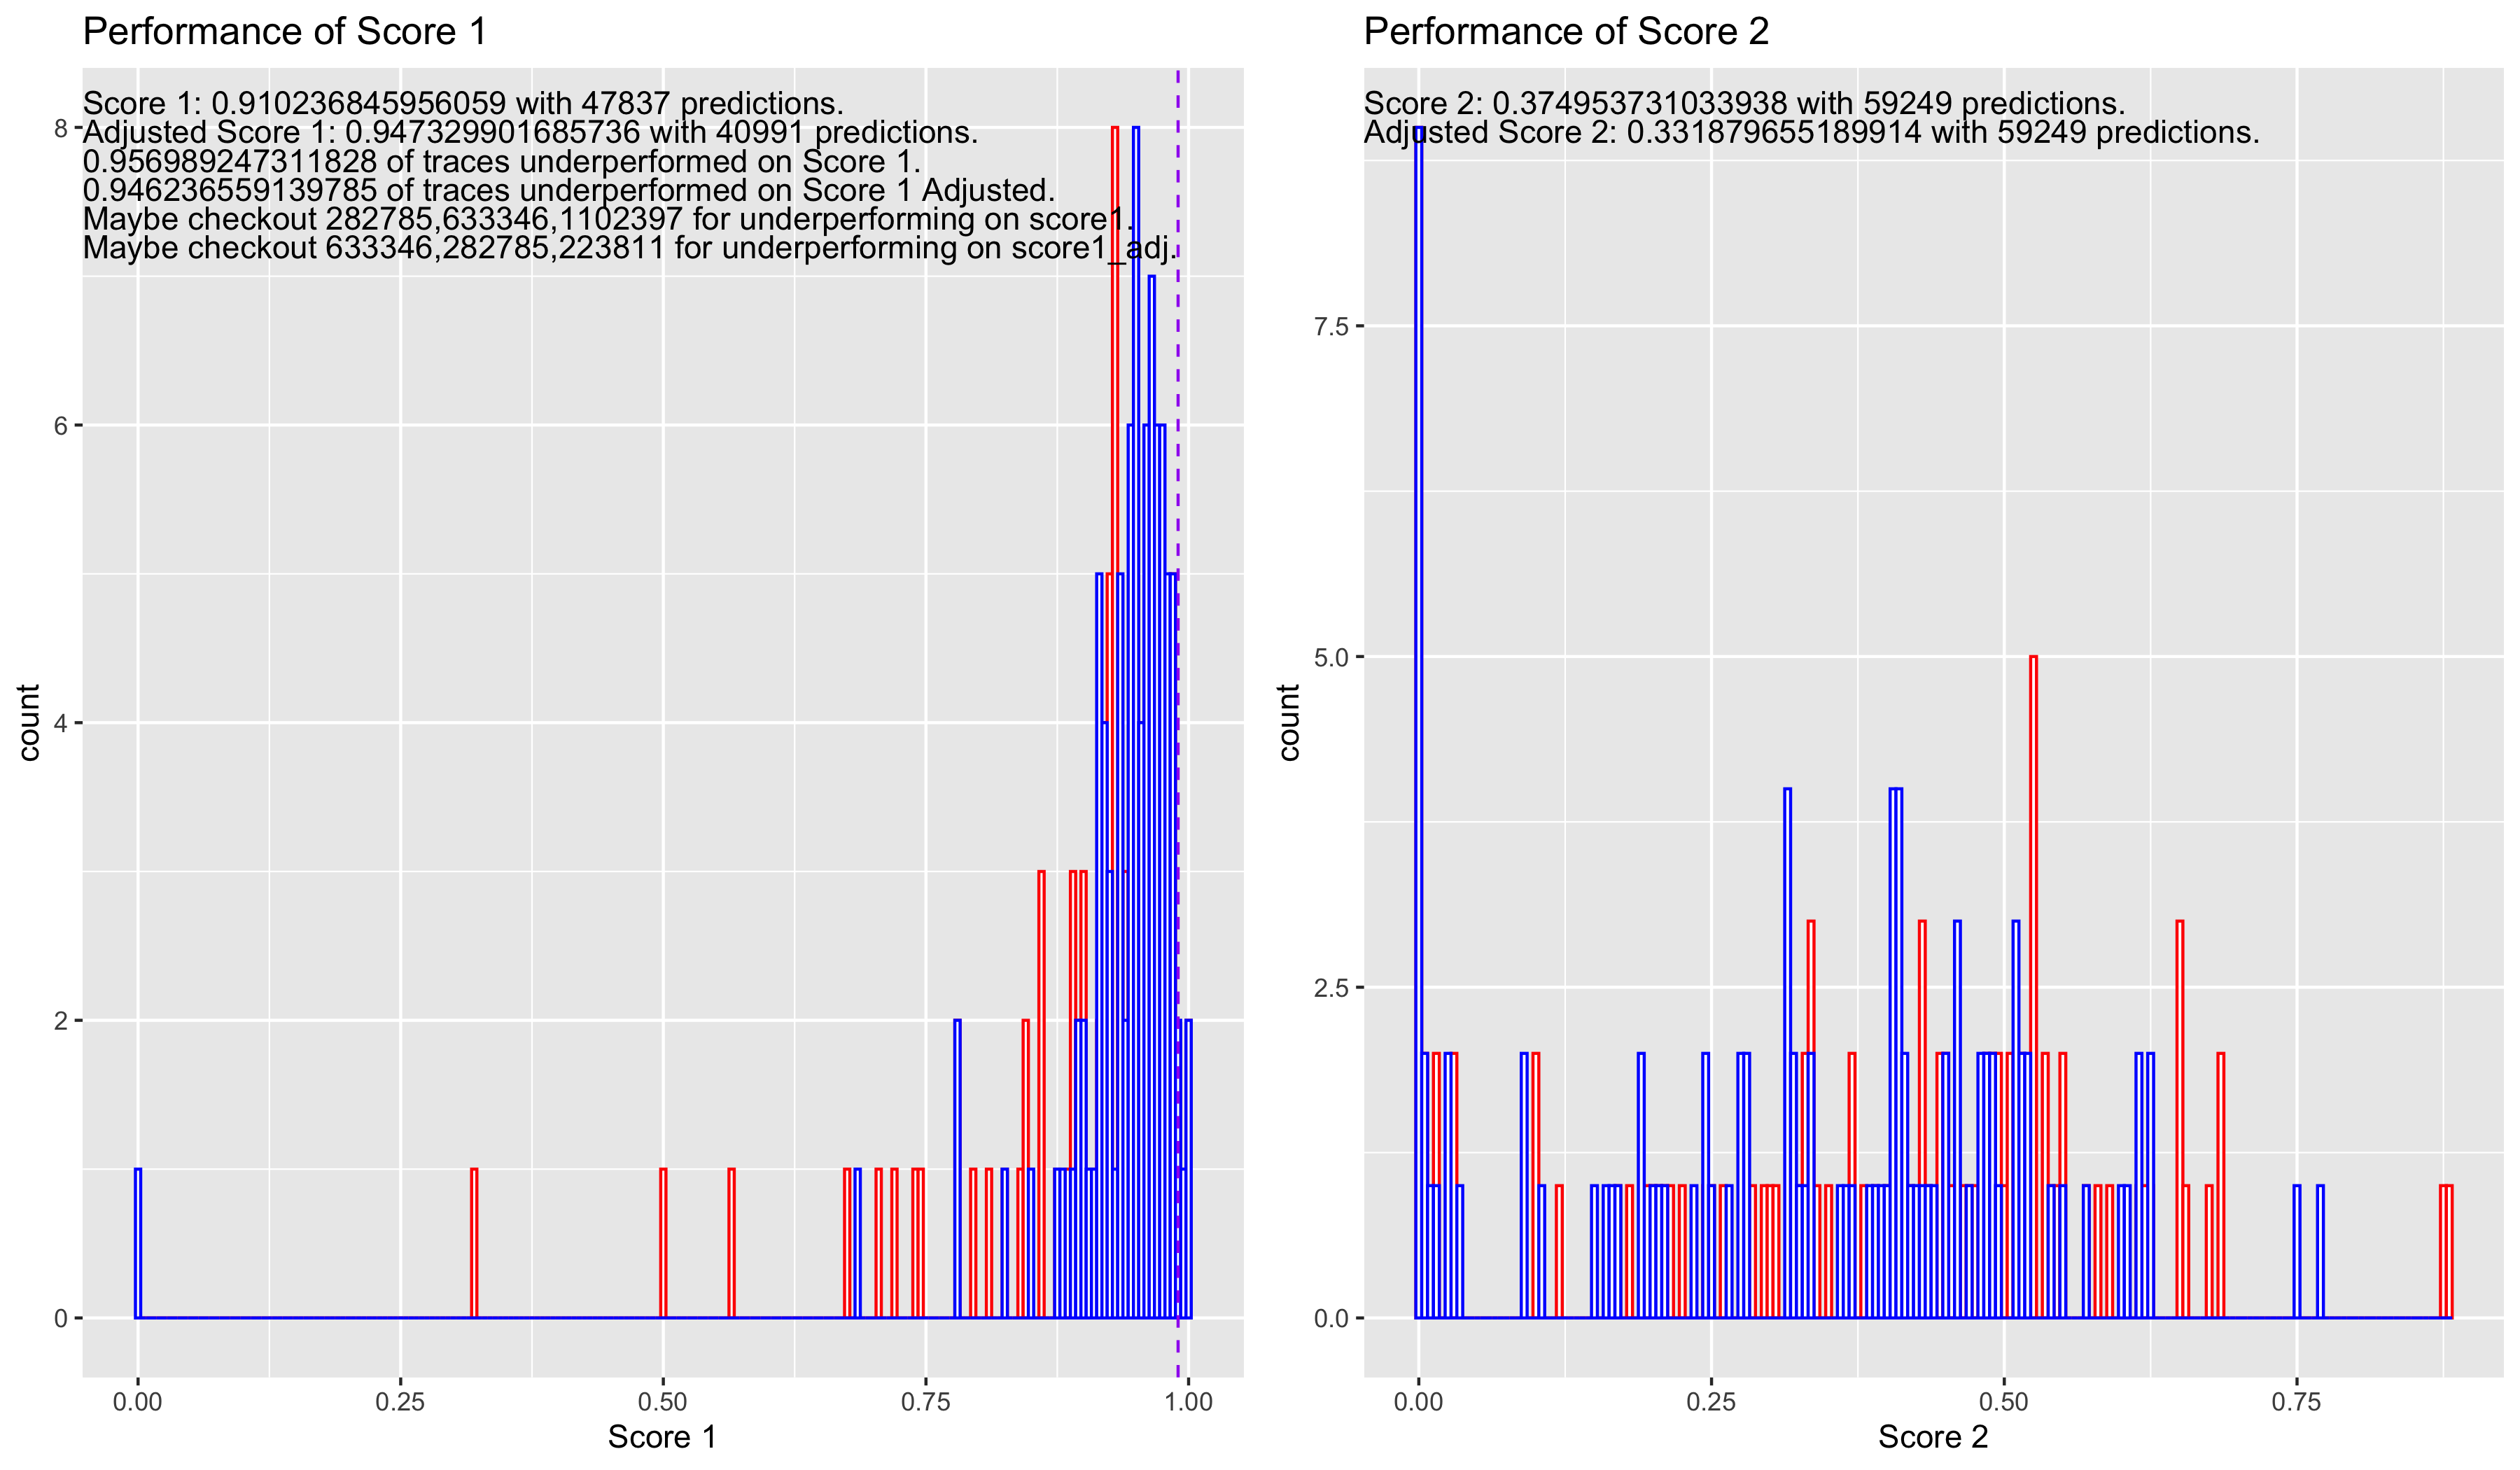 Performance of Score 1
Score 1: 0.910236845956059 with 47837 predictions.
Adjusted Score 1: 0.947329901685736 with 40991 predictions.
0.956989247311828 of traces underperformed on Score 1.
0.946236559139785 of traces underperformed on Score 1 Adjusted.
Maybe checkout 282785,633346,1102397 for underperforming on score1.
Maybe checkout 633346,282785,223811 for underperforming on score1_adj.
8
6
4
2
0
count
0.00 0.25 0.50 0.75 1.00
Score 1
Performance of Score 2
Score 2: 0.374953731033938 with 59249 predictions.
Adjusted Score 2: 0.331879655189914 with 59249 predictions.
7.5
5.0
2.5
0.0
count
0.00 0.25 0.50 0.75
Score 2